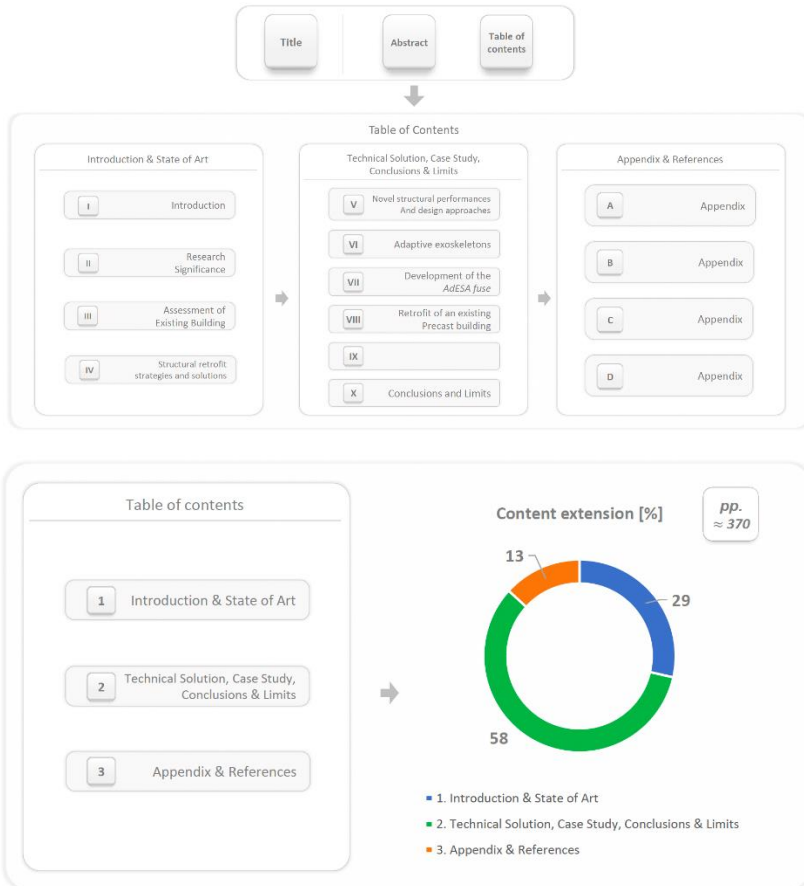 Title
Abstract
Table of
contents
Table of Contents
Introduction & State of Art
I
Introduction
II
Research
Significance
III
Assessment of
Existing Building
IV
Structural retrofit
strategies and solutions
Technical Solution, Case Study,
Conclusions & Limits
V
Novel structural performances
And design approaches
VI
Adaptive exoskeletons
VII
Development of the
AdESA fuse
VIII
Retrofit of an existing
Precast building
IX
X
Conclusions and Limits
Appendix & References
A
Appendix
B
Appendix
C
Appendix
D
Appendix
Table of contents
1
Introduction & State of Art
2
Technical Solution, Case Study,
Conclusions & Limits
3
Appendix & References
Content extension [%]
pp.
≈ 370
13
29
58
1. Introduction & State of Art
2. Technical Solution, Case Study, Conclusions & Limits
3. Appendix & References